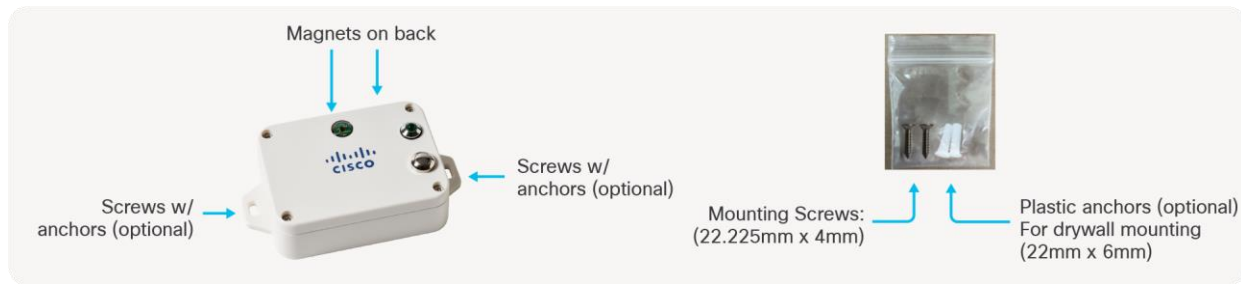 Magnets on back
CISCO
Screws w/
anchors (optional)
Screws w/
anchors (optional)
Mounting Screws:
(22.225mm x 4mm)
Plastic anchors (optional)
For drywall mounting
(22mm x 6mm)